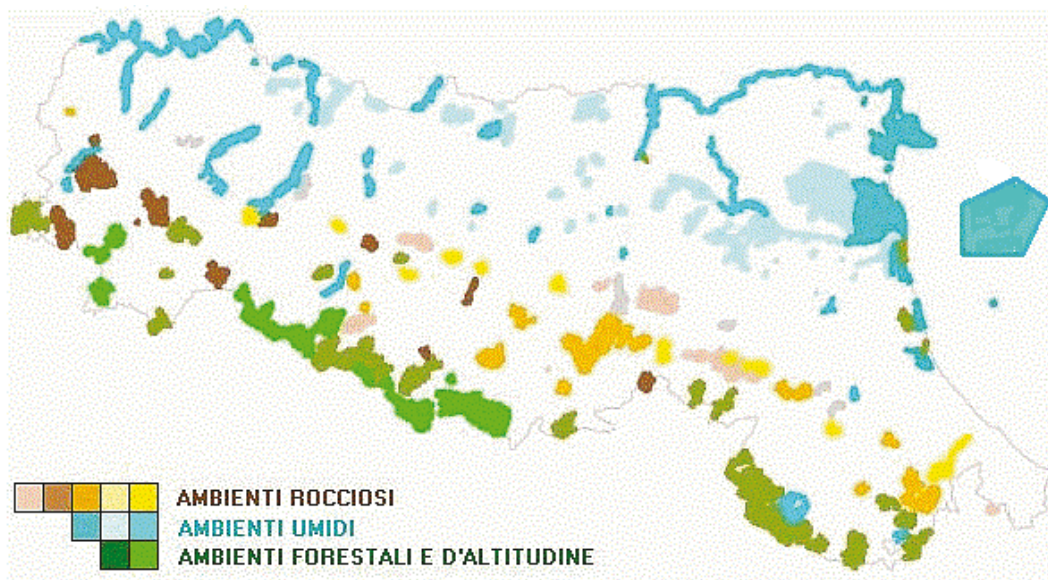 AMBIENTI ROCCIOSI
AMBIENTI UMIDI
AMBIENTI FORESTALI E D'ALTITUDINE